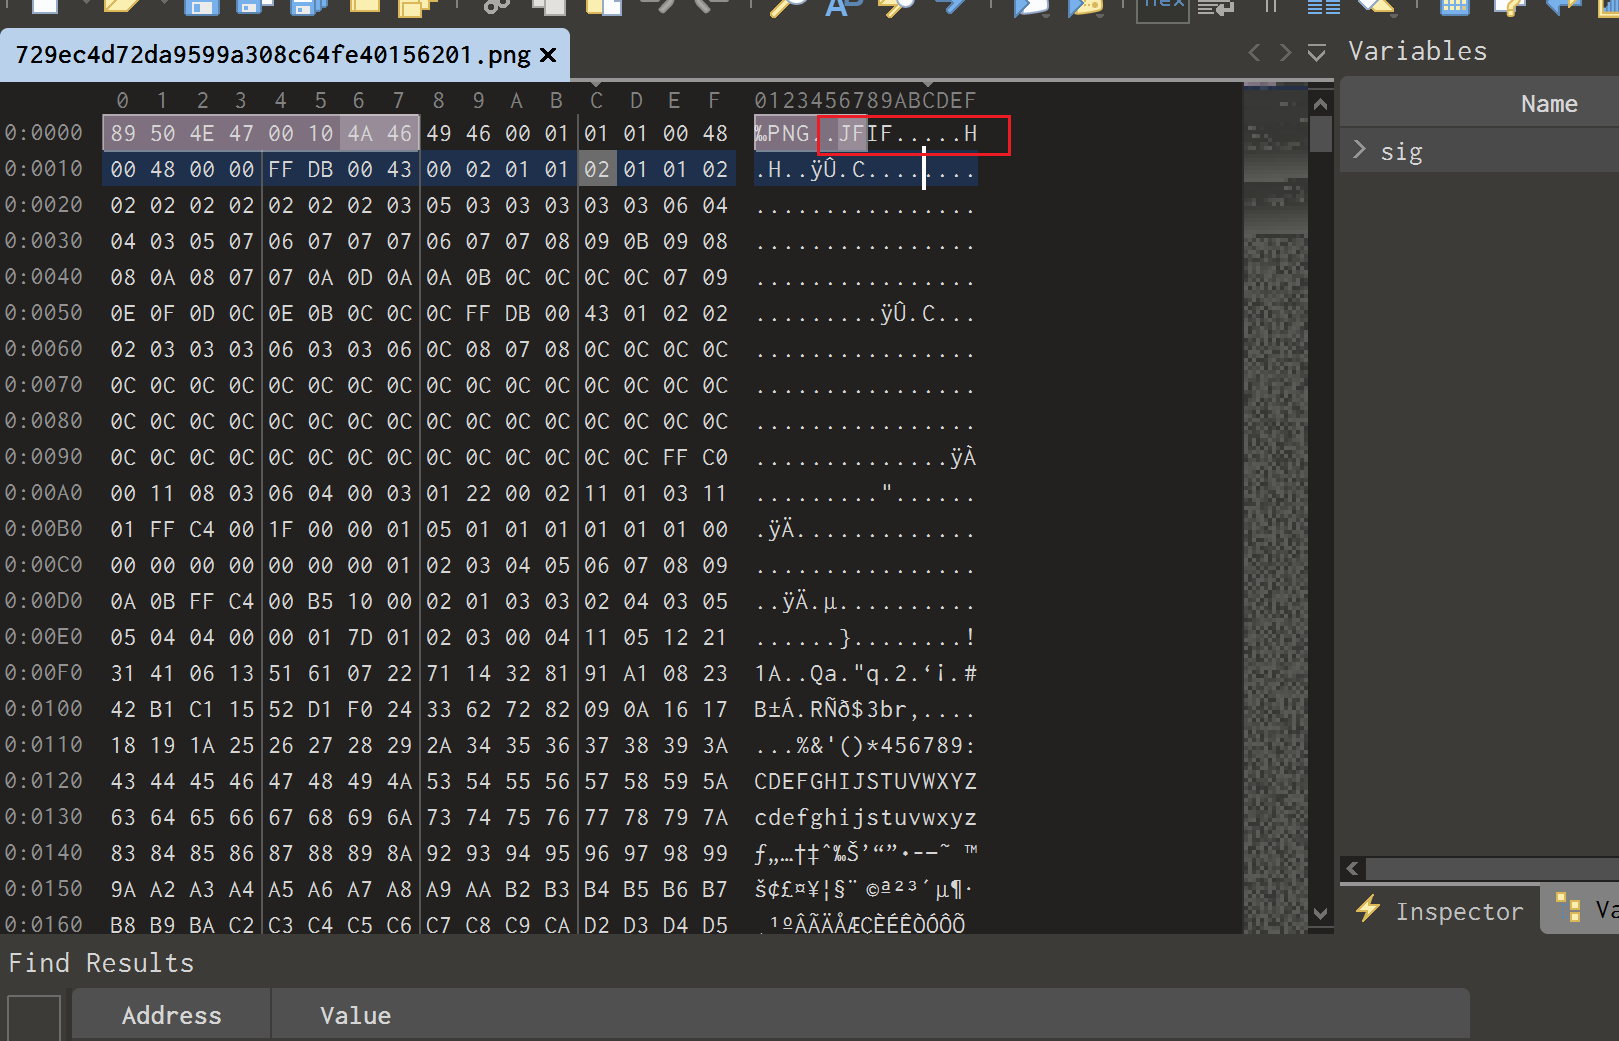 hex
729ec4d72da9599a308c64fe40156201.png ×
Variables
0 1 2 3 4 5 6 7 8 9 A B C D E F 0123456789ABCDEF
Name
0:0000 89 50 4E 47 00 10 4A 46 49 46 00 01 01 01 00 48 ‰PNG..JFIF.....H
> sig
0:0010 00 48 00 00 FF DB 00 43 00 02 01 01 02 01 01 02 .H..ÿÛ.C........
0:0020 02 02 02 02 02 02 02 03 05 03 03 03 03 03 06 04 ................
0:0030 04 03 05 07 06 07 07 07 06 07 07 08 09 0B 09 08 ................
0:0040 08 0A 08 07 07 0A 0D 0A 0A 0B 0C 0C 0C 0C 07 09 ................
0:0050 0E 0F 0D 0C 0E 0B 0C 0C 0C FF DB 00 43 01 02 02 .........ÿÛ.C...
0:0060 02 03 03 03 06 03 03 06 0C 08 07 08 0C 0C 0C 0C ................
0:0070 0C 0C 0C 0C 0C 0C 0C 0C 0C 0C 0C 0C 0C 0C 0C 0C ................
0:0080 0C 0C 0C 0C 0C 0C 0C 0C 0C 0C 0C 0C 0C 0C 0C 0C ................
0:0090 0C 0C 0C 0C 0C 0C 0C 0C 0C 0C 0C 0C 0C 0C FF C0 ..............ÿÀ
0:00A0 00 11 08 03 06 04 00 03 01 22 00 02 11 01 03 11 ........."......
0:00B0 01 FF C4 00 1F 00 00 01 05 01 01 01 01 01 01 00 .ÿÄ.............
0:00C0 00 00 00 00 00 00 00 01 02 03 04 05 06 07 08 09 ................
0:00D0 0A 0B FF C4 00 B5 10 00 02 01 03 03 02 04 03 05 ..ÿÄ.µ..........
0:00E0 05 04 04 00 00 01 7D 01 02 03 00 04 11 05 12 21 ......}........!
0:00F0 31 41 06 13 51 61 07 22 71 14 32 81 91 A1 08 23 1A..Qa."q.2.‘¡.#
0:0100 42 B1 C1 15 52 D1 F0 24 33 62 72 82 09 0A 16 17 B±Á.RÑð$3br‚....
0:0110 18 19 1A 25 26 27 28 29 2A 34 35 36 37 38 39 3A ...%&'()*456789:
0:0120 43 44 45 46 47 48 49 4A 53 54 55 56 57 58 59 5A CDEFGHIJSTUVWXYZ
0:0130 63 64 65 66 67 68 69 6A 73 74 75 76 77 78 79 7A cdefghijstuvwxyz
0:0140 83 84 85 86 87 88 89 8A 92 93 94 95 96 97 98 99 ƒ„…†‡ˆ‰Š’“”•–—˜™
0:0150 9A A2 A3 A4 A5 A6 A7 A8 A9 AA B2 B3 B4 B5 B6 B7 š¢£¤¥¦§¨©ª²³´µ¶·
0:0160 B8 B9 BA C2 C3 C4 C5 C6 C7 C8 C9 CA D2 D3 D4 D5 ¸¹ºÂÃÄÅÆÇÈÉÊÒÓÔÕ
Inspector
Find Results
Address Value